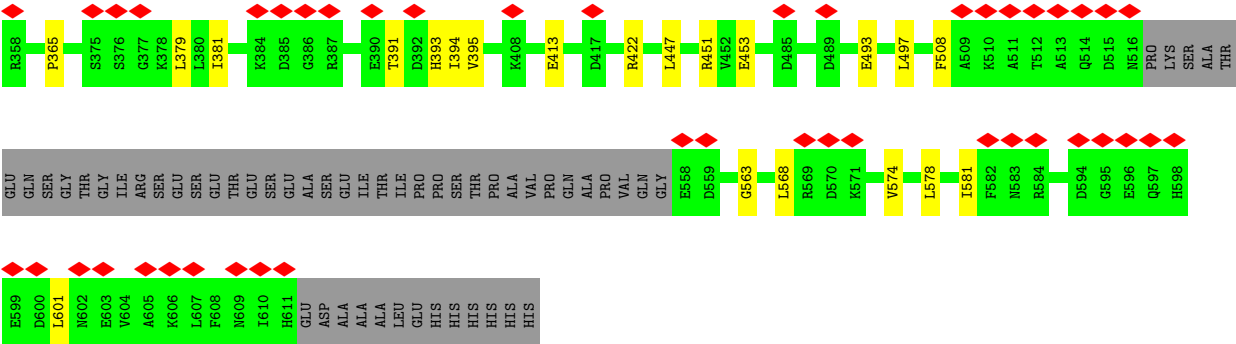 R358 P365 S375 S376 G377 K378 L379 L380 I381 K384 D385 G386 R387 E390 T391 D392 H393 I394 V395 K408 E413 D417 R422 L447 R451 V452 E453 D485 D489 E493 L497 F508 A509 K510 A511 T512 A513 Q514 D515 N516 PRO LYS SER ALA THR
GLU GLN SER GLY THR GLY ILE ARG SER GLU SER GLU THR GLU SER GLU ALA SER GLU ILE THR ILE PRO PRO SER THR PRO ALA VAL PRO GLN ALA PRO VAL GLN GLY E558 D559 G563 L568 R569 D570 K571 V574 L578 I581 F582 N583 R584 D594 G595 E596 Q597 H598
E599 D600 L601 N602 E603 V604 A605 K606 L607 F608 N609 I610 H611 GLU ASP ALA ALA ALA LEU GLU HIS HIS HIS HIS HIS HIS